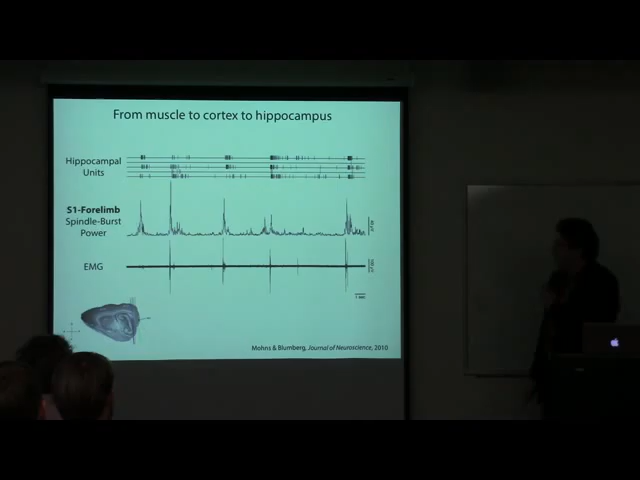 From muscle to cortex to hippocampus
Hippocampal
Units
S1-Forelimb
Spindle-Burst
Power
EMG
Mohns & Blumberg, Journal of Neuroscience, 2010